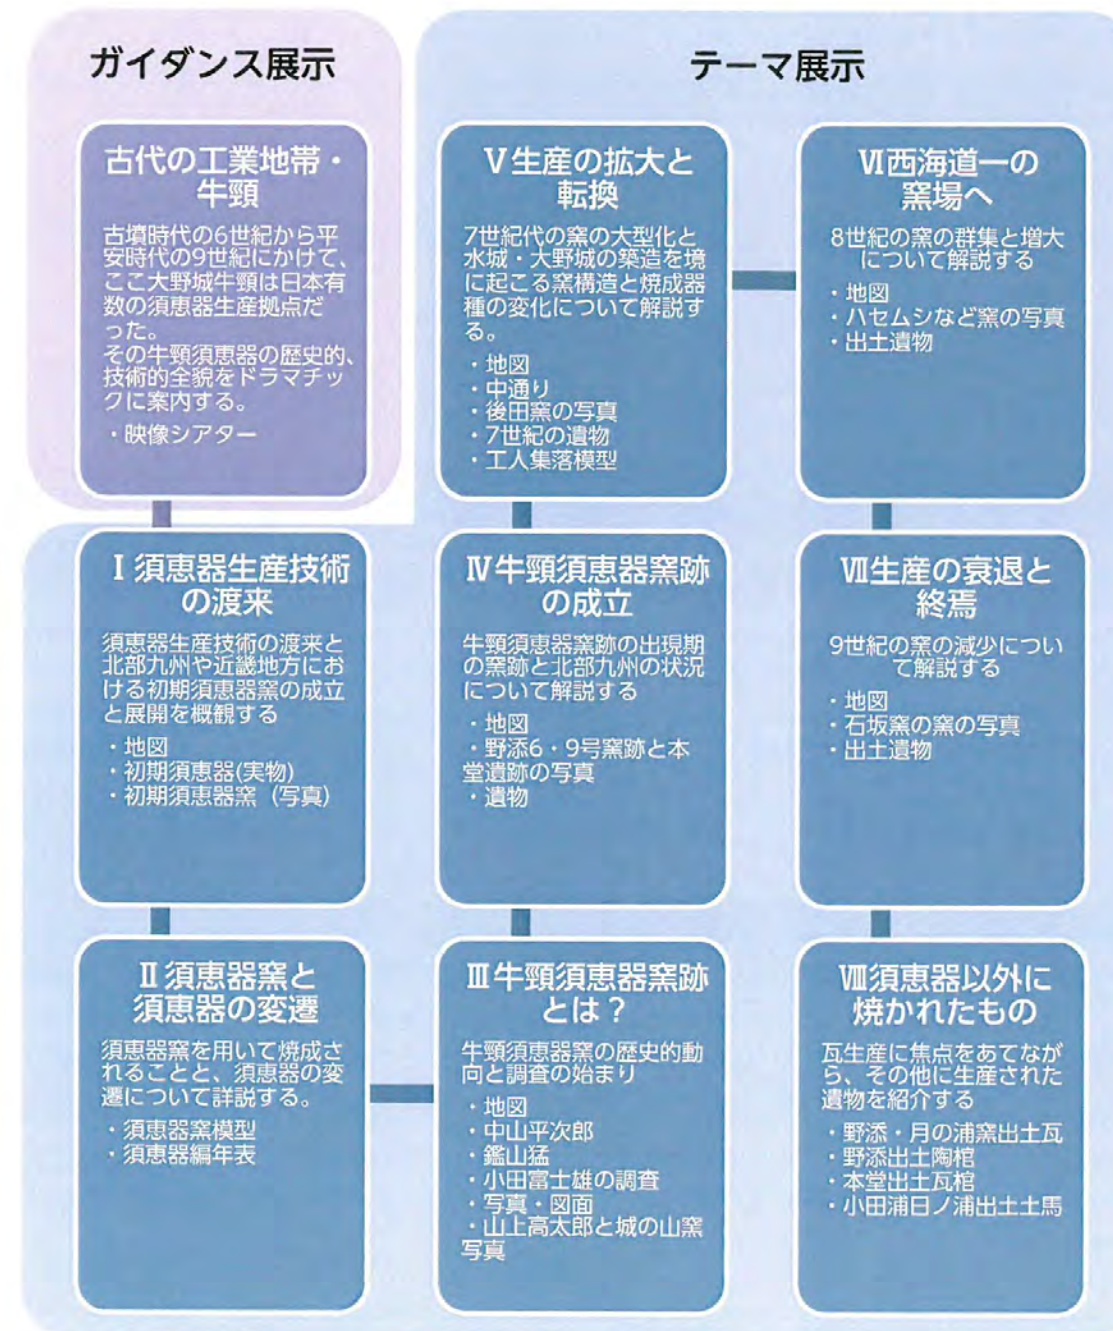 ガイダンス展示
古代の工業地帯・
牛頸
古墳時代の6世紀から平
安時代の9世紀にかけて、
ここ大野城牛頸は日本有
数の須恵器生産拠点だ
った。
その牛頸須恵器の歴史的、
技術的全貌をドラマチッ
クに案内する。
・映像シアター
テーマ展示
Ⅰ須恵器生産技術
の渡来
須恵器生産技術の渡来と
北部九州や近畿地方にお
ける初期須恵器窯の成立
と展開を概観する
・地図
・初期須恵器(実物)
・初期須恵器窯（写真）
Ⅱ須恵器窯と
須恵器の変遷
須恵器窯を用いて焼成さ
れることと、須恵器の変
遷について詳説する。
・須恵器窯模型
・須恵器編年表
Ⅲ牛頸須恵器窯跡
とは？
牛頸須恵器窯の歴史的動
向と調査の始まり
・地図
・中山平次郎
・鑑山猛
・小田富士雄の調査
・写真・図面
・山上高太郎と城の山窯
写真
Ⅳ牛頸須恵器窯跡
の成立
牛頸須恵器窯跡の出現期
の窯跡と北部九州の状況
について解説する
・地図
・野添6・9号窯跡と本
堂遺跡の写真
・遺物
Ⅴ生産の拡大と
転換
7世紀代の窯の大型化と
水城・大野城の築造を境
に起こる窯構造と焼成器
種の変化について解説す
る。
・地図
・中通り
・後田窯の写真
・7世紀の遺物
・工人集落模型
Ⅵ西海道一の
窯場へ
8世紀の窯の群集と増大
について解説する
・地図
・ハセムシなど窯の写真
・出土遺物
Ⅶ生産の衰退と
終焉
9世紀の窯の減少につい
て解説する
・地図
・石坂窯の窯の写真
・出土遺物
Ⅷ須恵器以外に
焼かれたもの
瓦生産に焦点をあてなが
ら、その他に生産された
遺物を紹介する
・野添・月の浦窯出土瓦
・野添出土陶棺
・本堂出土瓦棺
・小田浦日ノ浦出土土馬